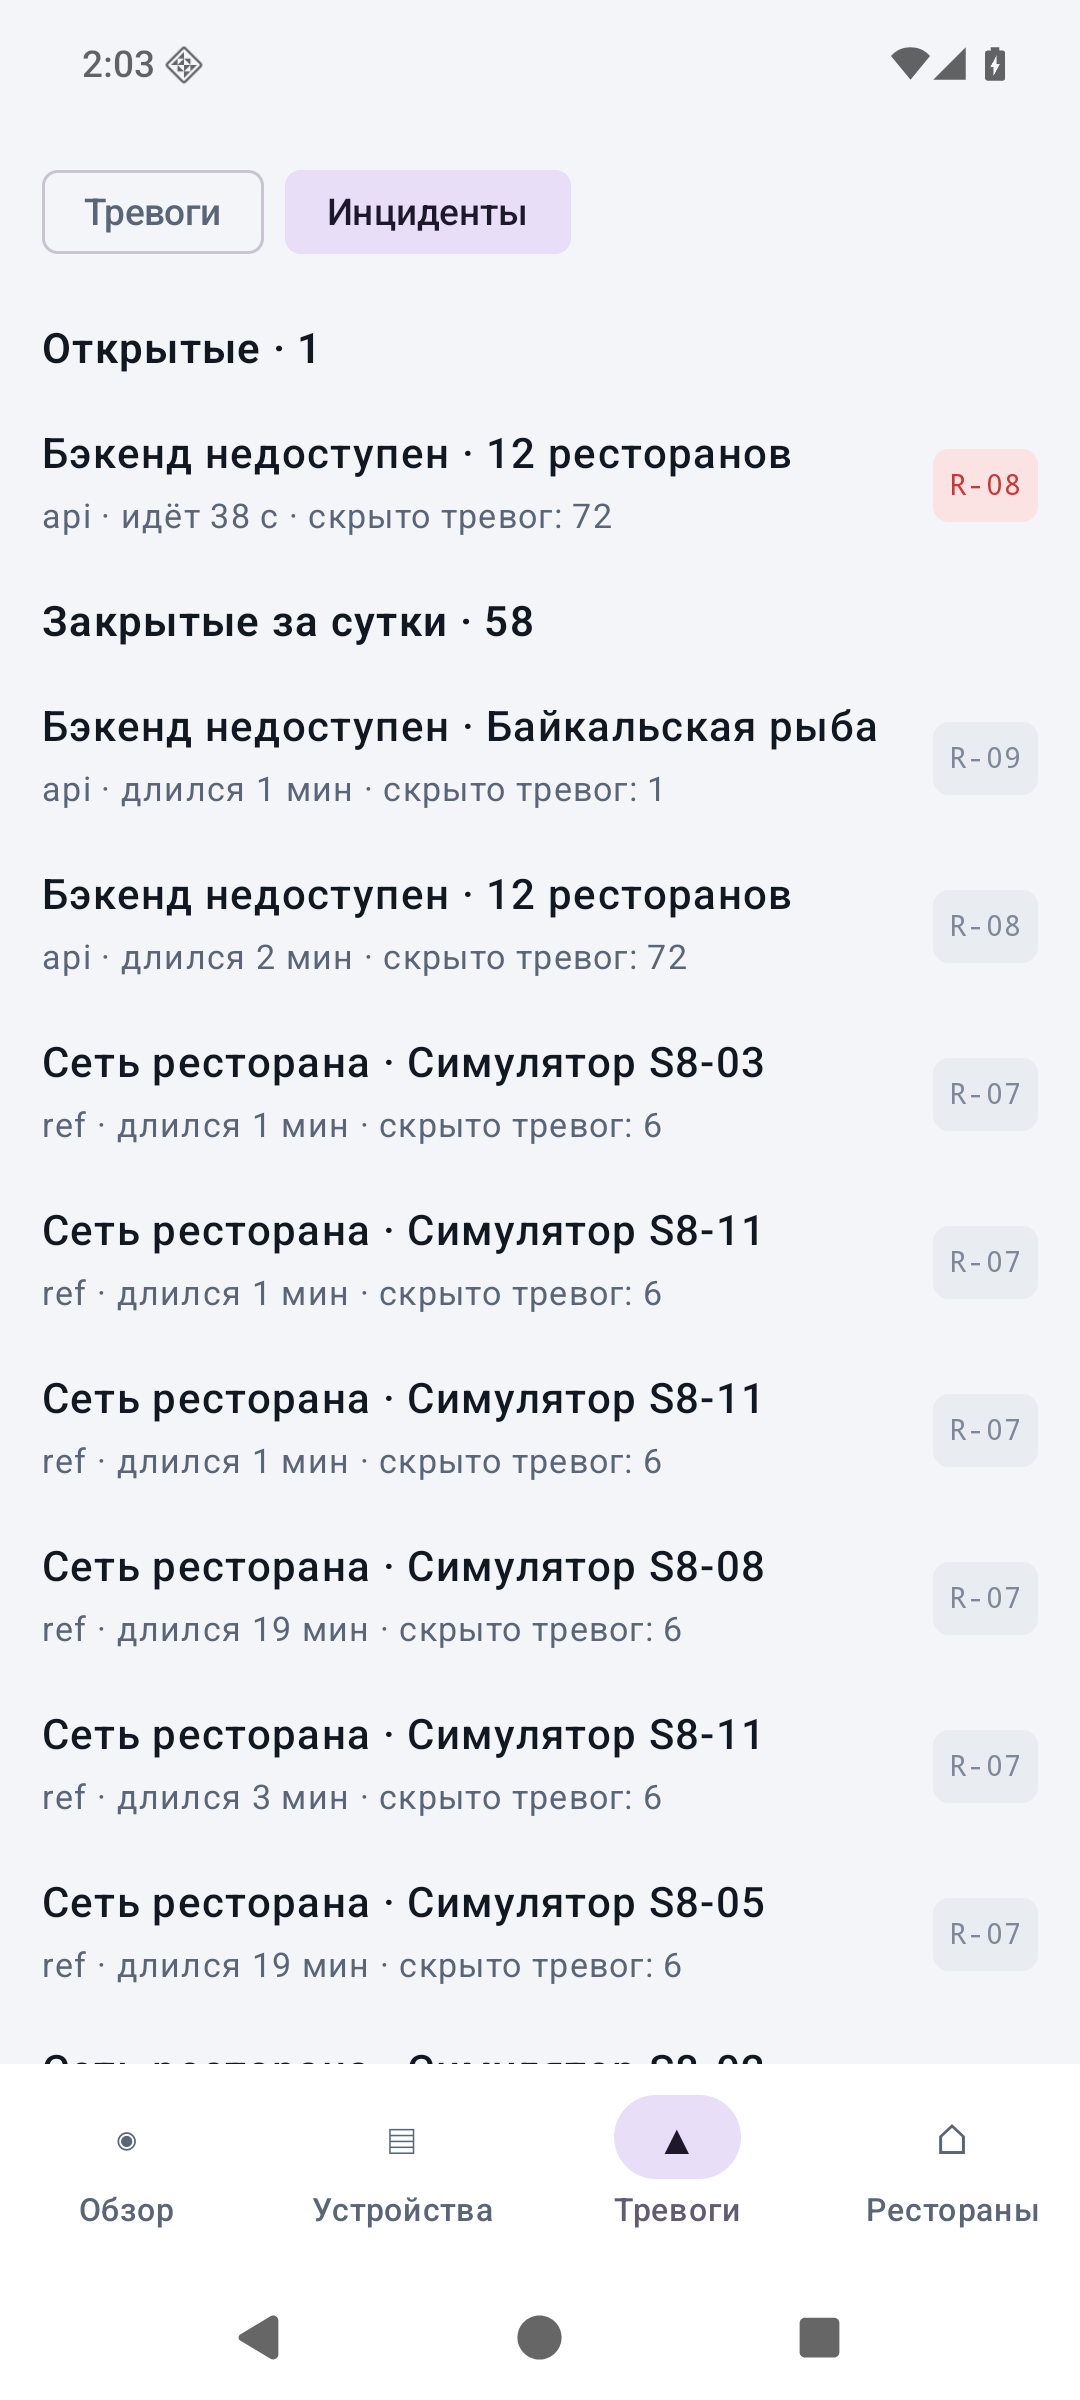 2:03
Тревоги
Инциденты
Открытые · 1
Бэкенд недоступен · 12 ресторанов
api · идёт 38 с · скрыто тревог: 72
R-08
Закрытые за сутки · 58
Бэкенд недоступен · Байкальская рыба
api · длился 1 мин · скрыто тревог: 1
R-09
Бэкенд недоступен · 12 ресторанов
api · длился 2 мин · скрыто тревог: 72
R-08
Сеть ресторана · Симулятор S8-03
ref · длился 1 мин · скрыто тревог: 6
R-07
Сеть ресторана · Симулятор S8-11
ref · длился 1 мин · скрыто тревог: 6
R-07
Сеть ресторана · Симулятор S8-11
ref · длился 1 мин · скрыто тревог: 6
R-07
Сеть ресторана · Симулятор S8-08
ref · длился 19 мин · скрыто тревог: 6
R-07
Сеть ресторана · Симулятор S8-11
ref · длился 3 мин · скрыто тревог: 6
R-07
Сеть ресторана · Симулятор S8-05
ref · длился 19 мин · скрыто тревог: 6
R-07
Сеть ресторана · Симулятор
Обзор
Устройства
Тревоги
Рестораны